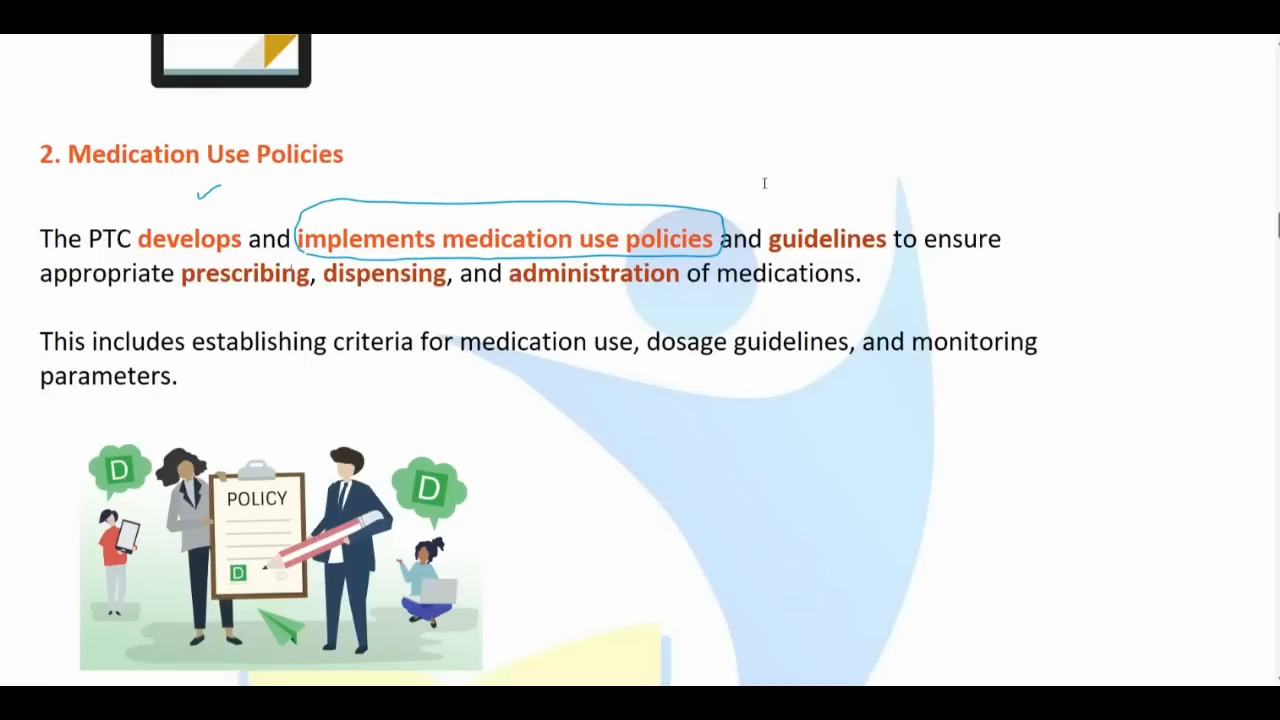 2. Medication Use Policies
The PTC develops and implements medication use policies and guidelines to ensure
appropriate prescribing, dispensing, and administration of medications.
This includes establishing criteria for medication use, dosage guidelines, and monitoring
parameters.
D
D
POLICY
D